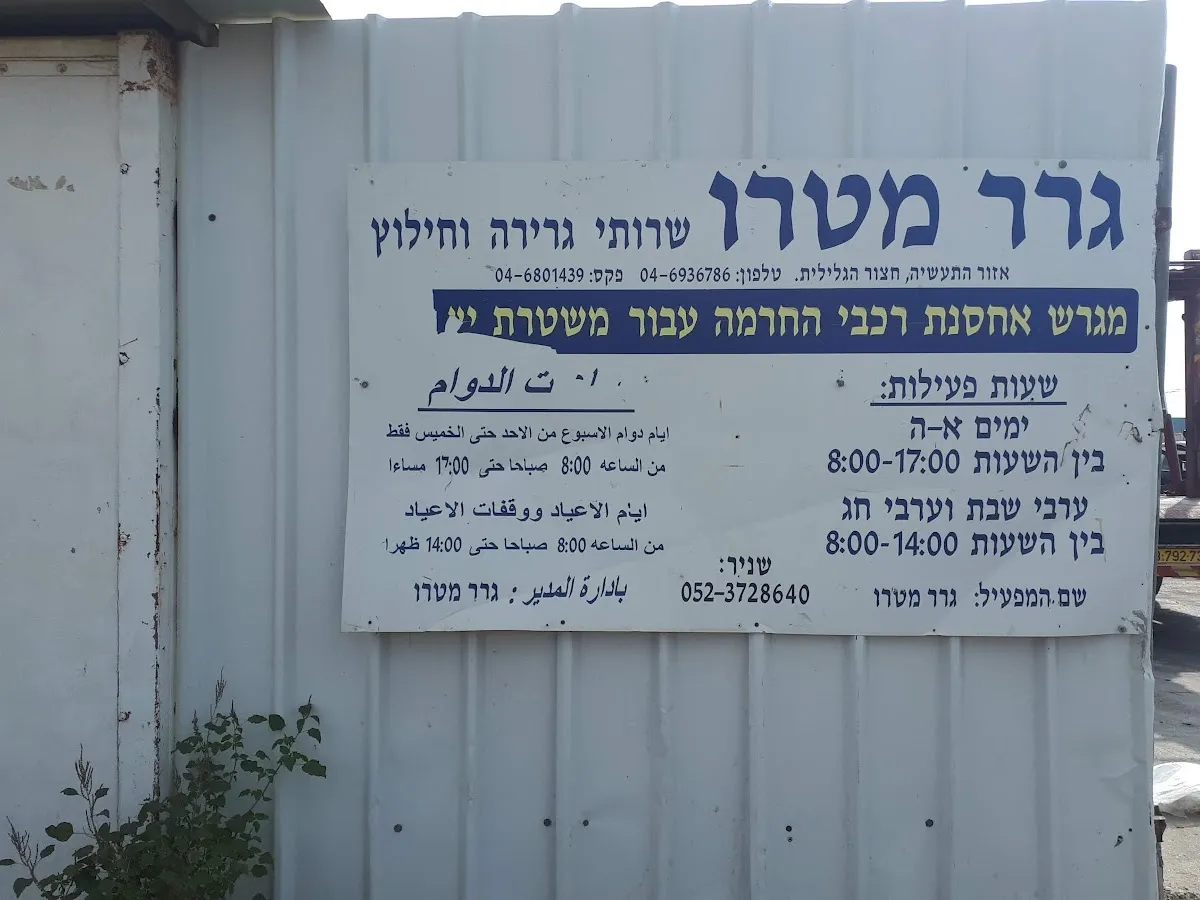 גרר מטרו שרותי גרירה וחילוץ
אזור התעשיה, חצור הגלילית. טלפון: 04-6936786 פקס: 04-6801439
מגרש אחסנת רכבי החרמה עבור משטרת
שעות פעילות:
ימים א-ה
בין השעות 8:00-17:00
ערבי שבת וערבי חג
בין השעות 8:00-14:00
שם המפעיל: גרר מטרו
שניר:
052-3728640
الدوام
ايام دوام الاسبوع من الاحد حتى الخميس فقط
من الساعه 8:00 صباحا حتى 17:00 مساءا
ايام الاعياد ووقفات الاعياد
من الساعه 8:00 صباحا حتى 14:00 ظهرا
بادارة المدير : גרר מטרו